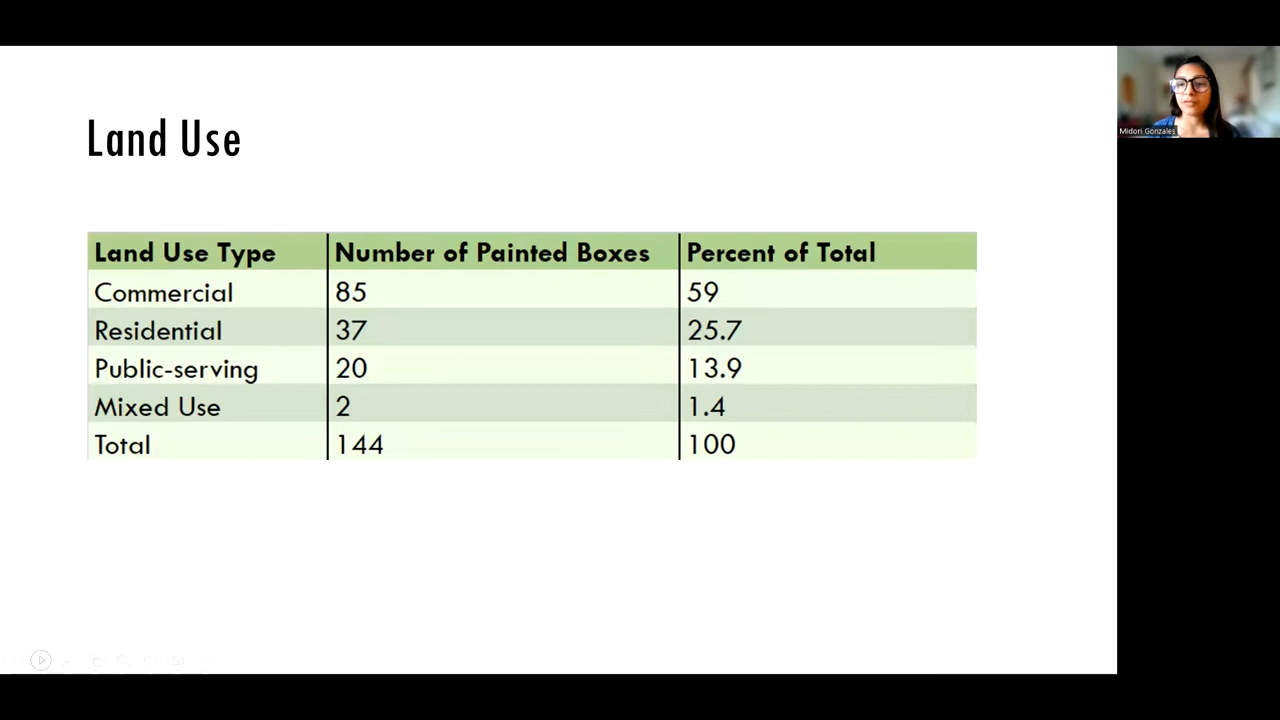 Land Use
Land Use Type Number of Painted Boxes Percent of Total
Commercial 85 59
Residential 37 25.7
Public-serving 20 13.9
Mixed Use 2 1.4
Total 144 100
Midori Gonzales